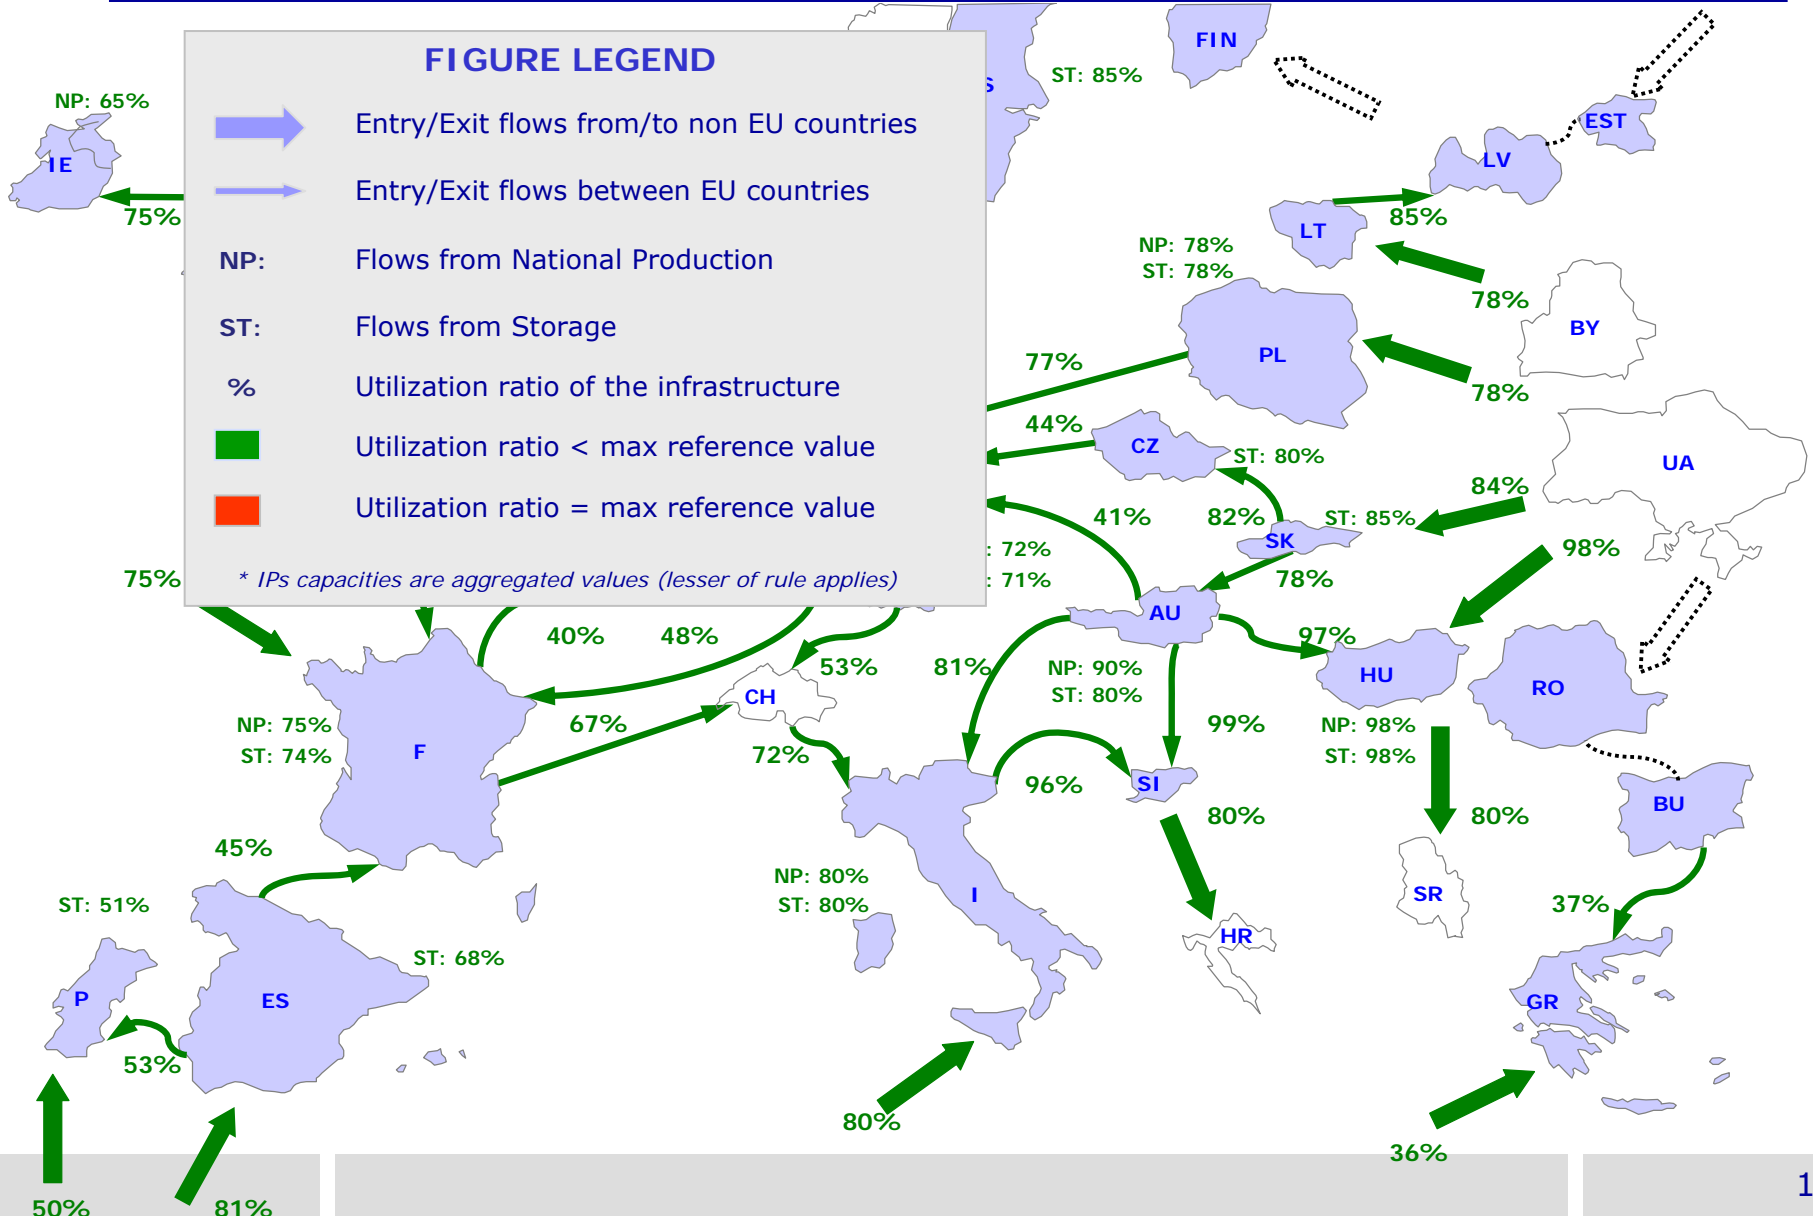 FIGURE LEGEND
Entry/Exit flows from/to non EU countries
Entry/Exit flows between EU countries
NP: Flows from National Production
ST: Flows from Storage
% Utilization ratio of the infrastructure
Utilization ratio < max reference value
Utilization ratio = max reference value
* IPs capacities are aggregated values (lesser of rule applies)
NP: 65%
IE
75%
S
ST: 85%
FIN
EST
LV
LT
85%
NP: 78%
ST: 78%
78%
BY
PL
77%
78%
44%
CZ
ST: 80%
UA
84%
41%
82%
ST: 85%
SK
98%
: 72%
: 71%
78%
75%
40%
48%
53%
AU
97%
81%
NP: 90%
ST: 80%
HU
RO
CH
67%
NP: 75%
ST: 74%
F
72%
99%
NP: 98%
ST: 98%
96%
SI
80%
80%
BU
45%
NP: 80%
ST: 80%
I
SR
37%
ST: 51%
HR
ST: 68%
P
ES
GR
53%
80%
36%
50%
81%
1